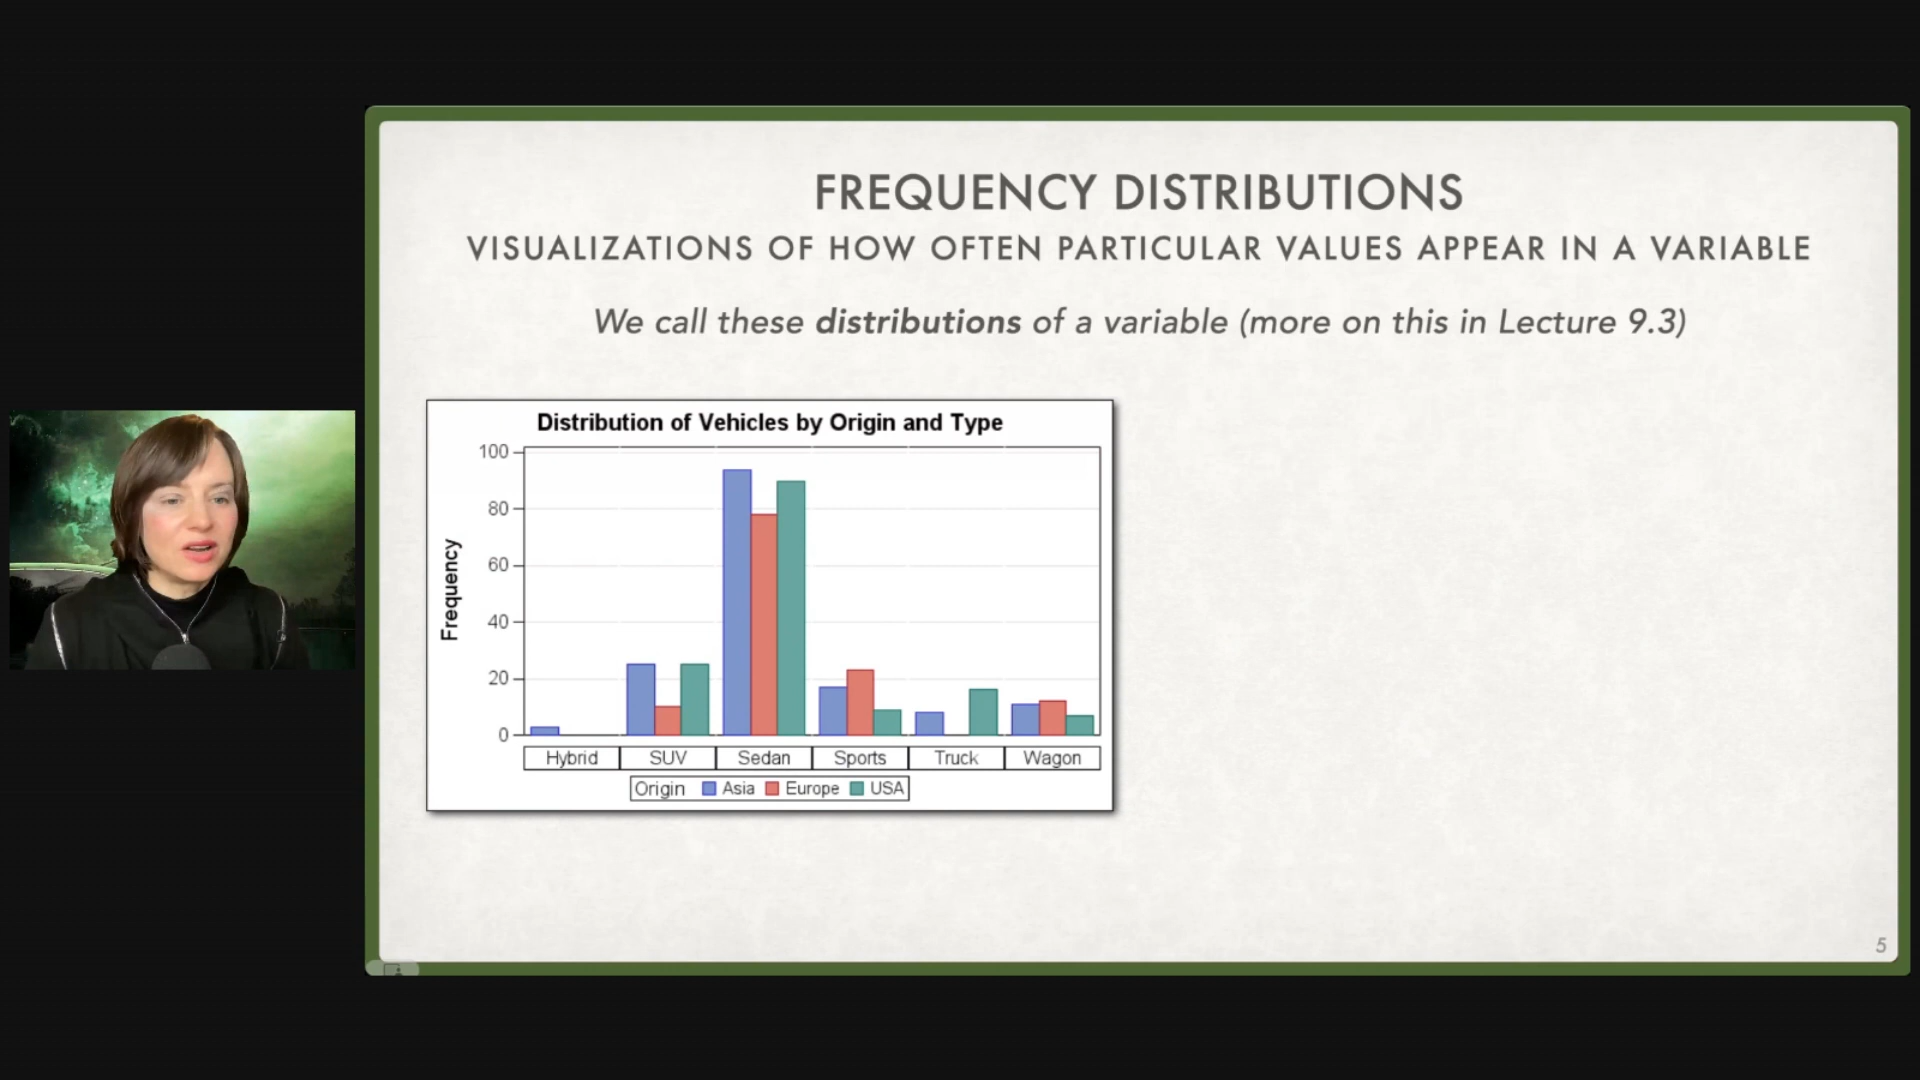 FREQUENCY DISTRIBUTIONS
VISUALIZATIONS OF HOW OFTEN PARTICULAR VALUES APPEAR IN A VARIABLE
We call these distributions of a variable (more on this in Lecture 9.3)
Distribution of Vehicles by Origin and Type
100
80
60
40
20
0
Frequency
Hybrid SUV Sedan Sports Truck Wagon
Origin Asia Europe USA
5